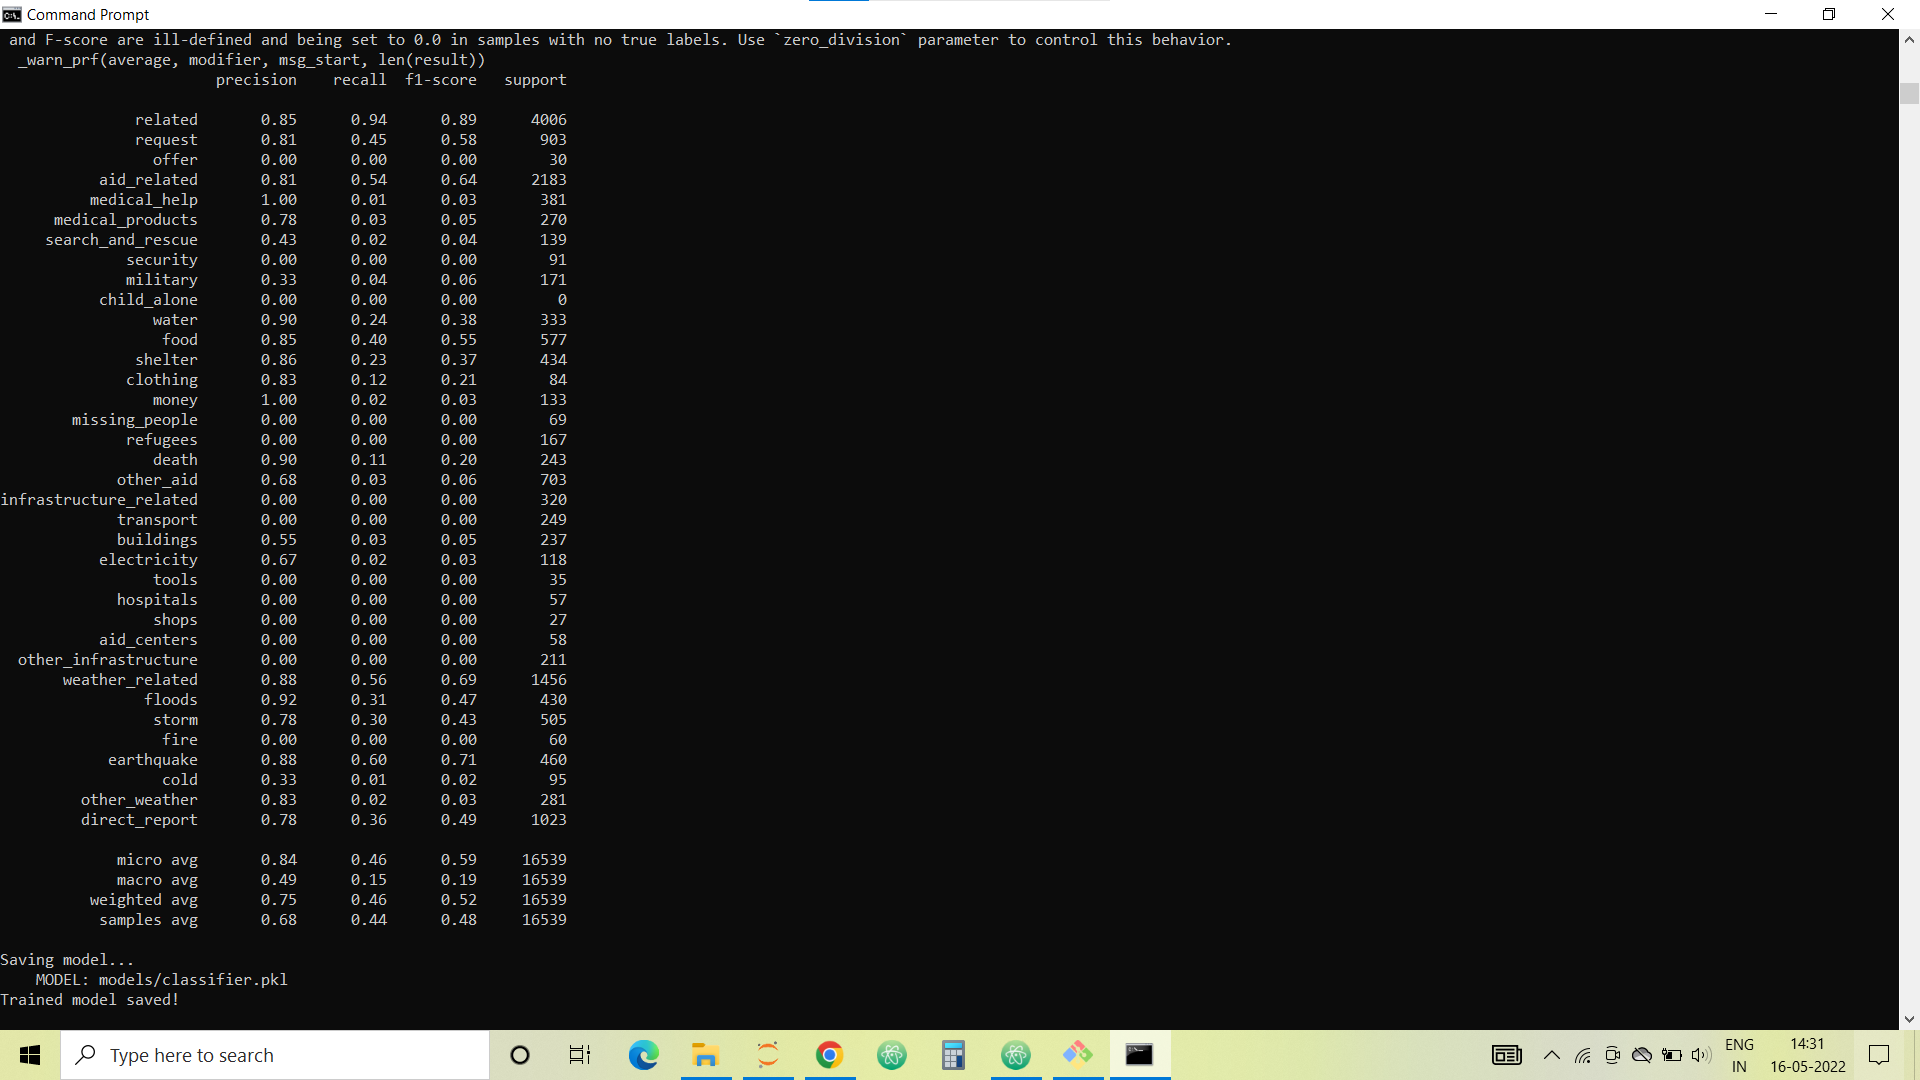 Command Prompt
and F-score are ill-defined and being set to 0.0 in samples with no true labels. Use `zero_division` parameter to control this behavior.
_warn_prf(average, modifier, msg_start, len(result))
precision recall f1-score support
related 0.85 0.94 0.89 4006
request 0.81 0.45 0.58 903
offer 0.00 0.00 0.00 30
aid_related 0.81 0.54 0.64 2183
medical_help 1.00 0.01 0.03 381
medical_products 0.78 0.03 0.05 270
search_and_rescue 0.43 0.02 0.04 139
security 0.00 0.00 0.00 91
military 0.33 0.04 0.06 171
child_alone 0.00 0.00 0.00 0
water 0.90 0.24 0.38 333
food 0.85 0.40 0.55 577
shelter 0.86 0.23 0.37 434
clothing 0.83 0.12 0.21 84
money 1.00 0.02 0.03 133
missing_people 0.00 0.00 0.00 69
refugees 0.00 0.00 0.00 167
death 0.90 0.11 0.20 243
other_aid 0.68 0.03 0.06 703
infrastructure_related 0.00 0.00 0.00 320
transport 0.00 0.00 0.00 249
buildings 0.55 0.03 0.05 237
electricity 0.67 0.02 0.03 118
tools 0.00 0.00 0.00 35
hospitals 0.00 0.00 0.00 57
shops 0.00 0.00 0.00 27
aid_centers 0.00 0.00 0.00 58
other_infrastructure 0.00 0.00 0.00 211
weather_related 0.88 0.56 0.69 1456
floods 0.92 0.31 0.47 430
storm 0.78 0.30 0.43 505
fire 0.00 0.00 0.00 60
earthquake 0.88 0.60 0.71 460
cold 0.33 0.01 0.02 95
other_weather 0.83 0.02 0.03 281
direct_report 0.78 0.36 0.49 1023
micro avg 0.84 0.46 0.59 16539
macro avg 0.49 0.15 0.19 16539
weighted avg 0.75 0.46 0.52 16539
samples avg 0.68 0.44 0.48 16539
Saving model...
MODEL: models/classifier.pkl
Trained model saved!
Type here to search
ENG
IN
14:31
16-05-2022